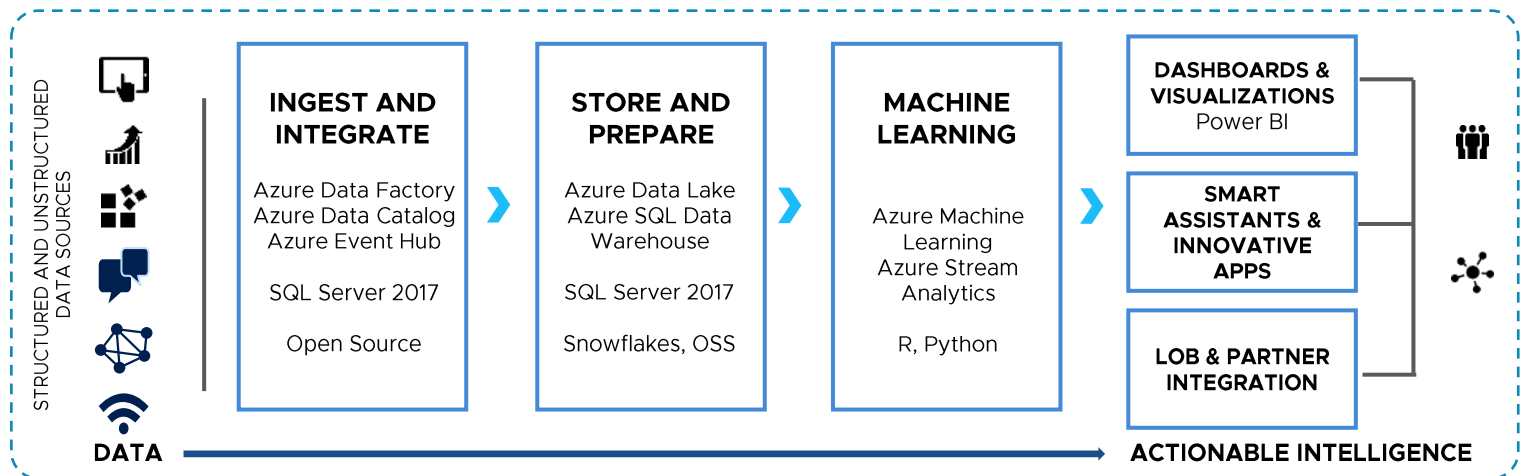 STRUCTURED AND UNSTRUCTURED
DATA SOURCES
INGEST AND
INTEGRATE
Azure Data Factory
Azure Data Catalog
Azure Event Hub
SQL Server 2017
Open Source
STORE AND
PREPARE
Azure Data Lake
Azure SQL Data
Warehouse
SQL Server 2017
Snowflakes, OSS
MACHINE
LEARNING
Azure Machine
Learning
Azure Stream
Analytics
R, Python
DASHBOARDS &
VISUALIZATIONS
Power BI
SMART
ASSISTANTS &
INNOVATIVE
APPS
LOB & PARTNER
INTEGRATION
DATA
ACTIONABLE INTELLIGENCE